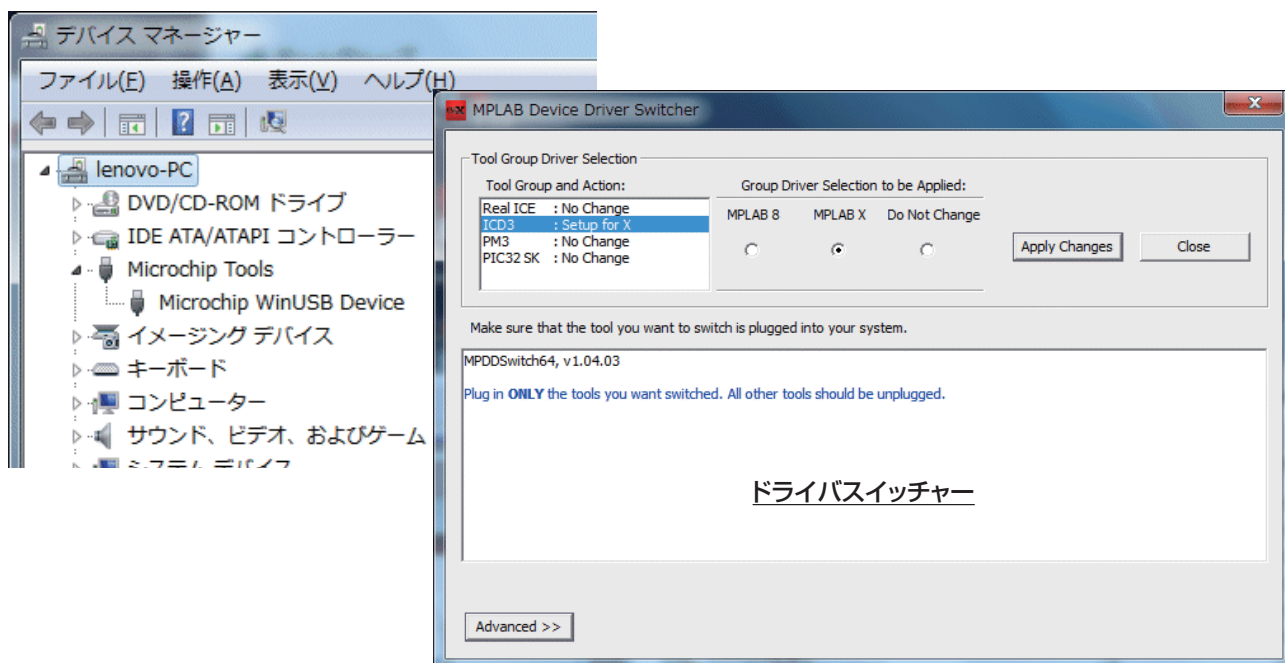 デバイス マネージャー
ファイル(F) 操作(A) 表示(V) ヘルプ(H)
lenovo-PC
DVD/CD-ROM ドライブ
IDE ATA/ATAPI コントローラー
Microchip Tools
Microchip WinUSB Device
イメージング デバイス
キーボード
コンピューター
サウンド、ビデオ、およびゲーム
システム デバイス
MPLAB Device Driver Switcher
Tool Group Driver Selection
Tool Group and Action:
Real ICE : No Change
ICD3 : Setup for X
PM3 : No Change
PIC32 SK : No Change
Group Driver Selection to be Applied:
MPLAB 8 MPLAB X Do Not Change
Apply Changes Close
Make sure that the tool you want to switch is plugged into your system.
MPDDSwitch64, v1.04.03
Plug in ONLY the tools you want switched. All other tools should be unplugged.
ドライバスイッチャー
Advanced >>